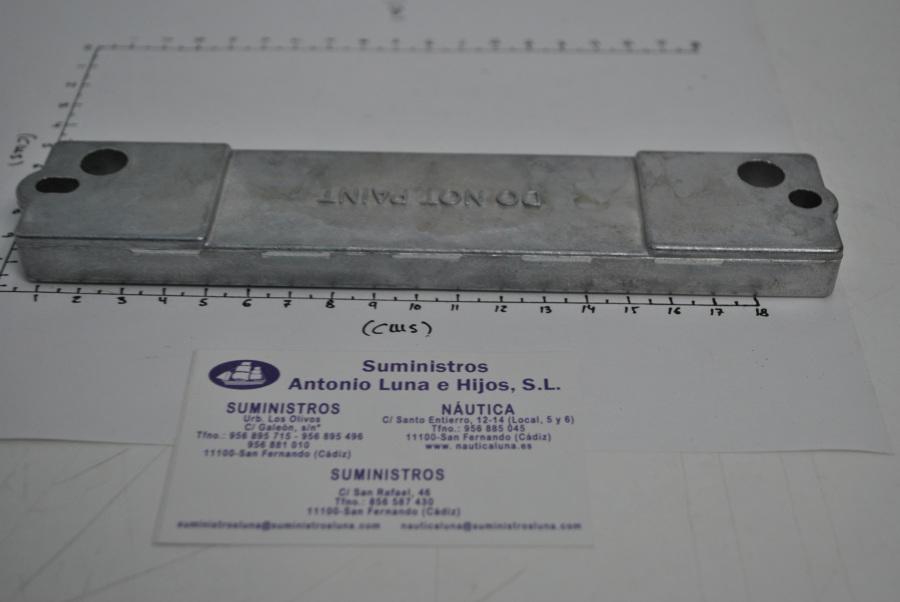 DO NOT PAINT
(cms)
1 2 3 4 5 6 7 8 9 10 11 12 13 14 15 16 17 18
(cms)
Suministros
Antonio Luna e Hijos, S.L.
SUMINISTROS
Urb. Los Olivos
C/ Galeón, s/nº
Tfno.: 956 895 715 - 956 895 496
956 881 010
11100-San Fernando (Cádiz)
NÁUTICA
C/ Santo Entierro, 12-14 (Local, 5 y 6)
Tfno.: 956 885 045
11100-San Fernando (Cádiz)
www. nauticaluna.es
SUMINISTROS
C/ San Rafael, 46
Tfno.: 856 587 430
11100-San Fernando (Cádiz)
suministrosluna@suministrosluna.com nauticaluna@suministrosluna.com